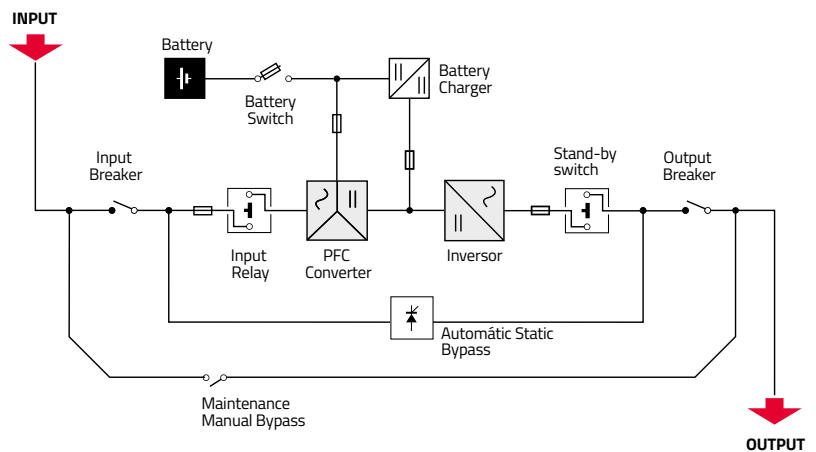 INPUT
Battery
Battery
Charger
Battery
Switch
Input
Breaker
Stand-by
switch
Output
Breaker
Input
Relay
PFC
Converter
Inversor
Automátic Static
Bypass
Maintenance
Manual Bypass
OUTPUT